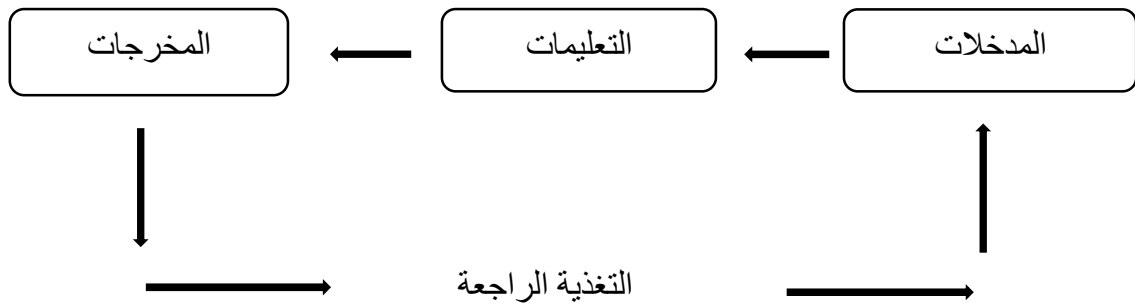 المدخلات
التعليمات
المخرجات
التغذية الراجعة